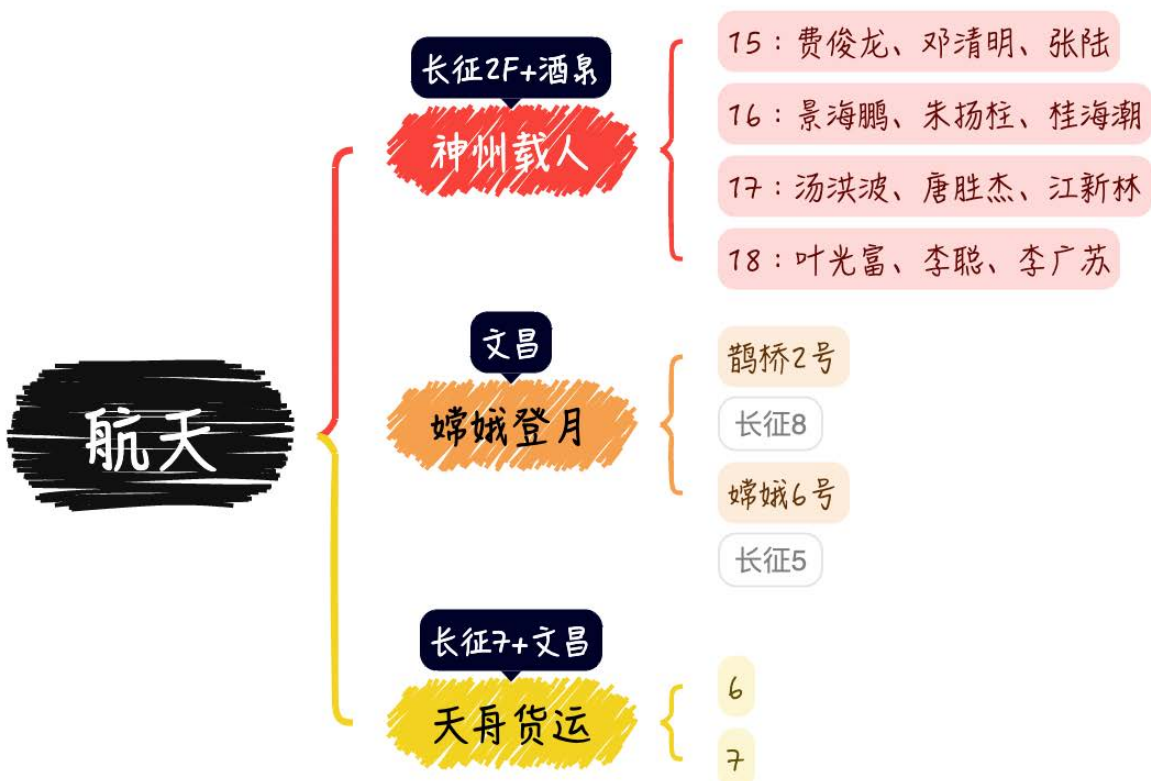 航天
长征2F+酒泉
神州载人
15：费俊龙、邓清明、张陆
16：景海鹏、朱扬柱、桂海潮
17：汤洪波、唐胜杰、江新林
18：叶光富、李聪、李广苏
文昌
嫦娥登月
鹊桥2号
长征8
嫦娥6号
长征5
长征7+文昌
天舟货运
6
7